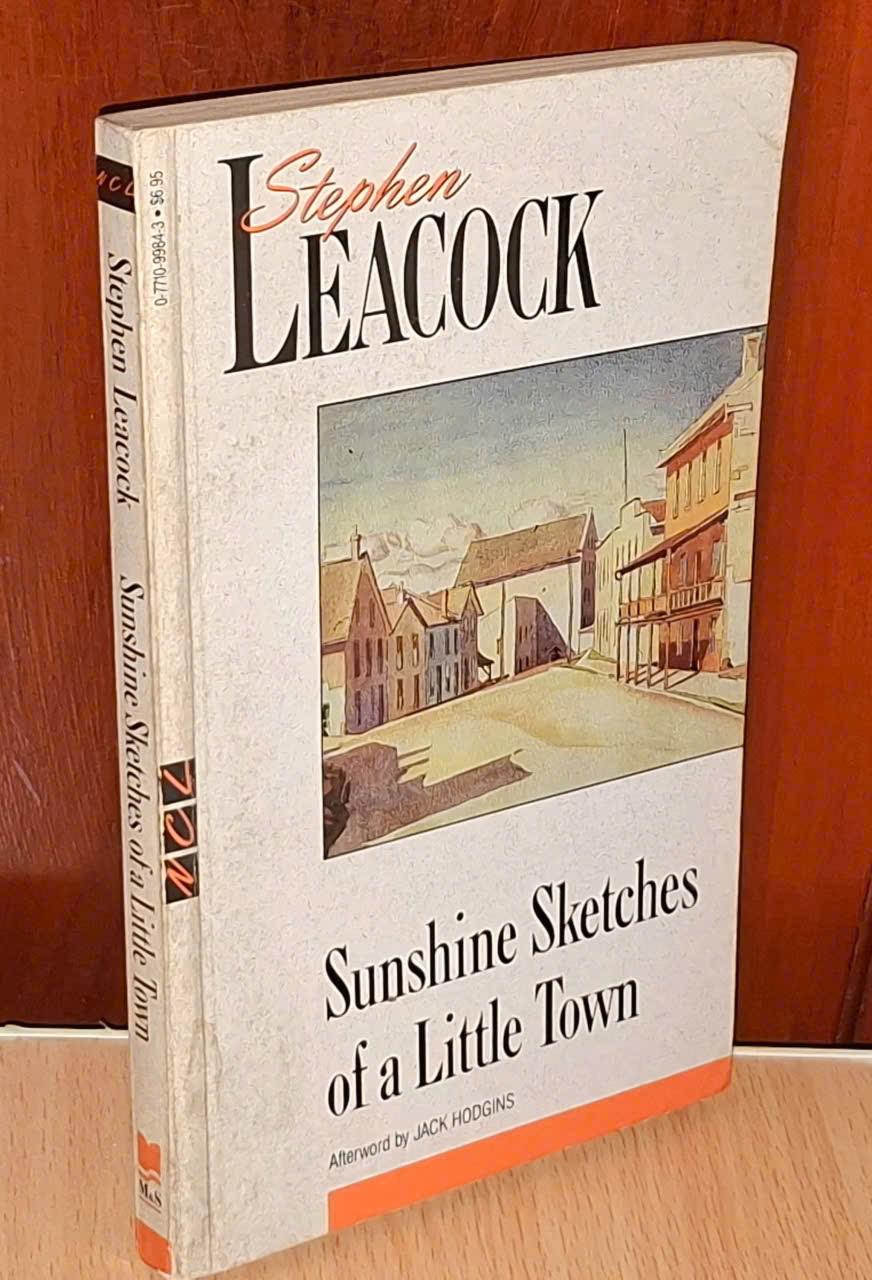 Stephen
LEACOCK
Sunshine Sketches
of a Little Town
Afterword by JACK HODGINS
NCL
0-7710-9984-3 • $6.95
NCL
Stephen Leacock Sunshine Sketches of a Little Town
M&S